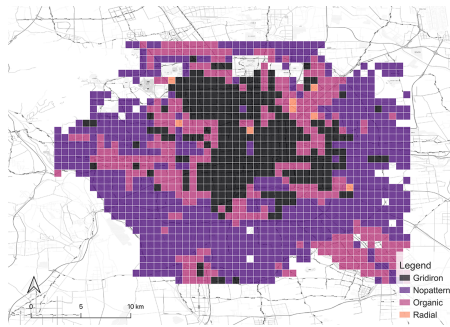 Legend
Gridiron
Nopattern
Organic
Radial
0 5 10 km